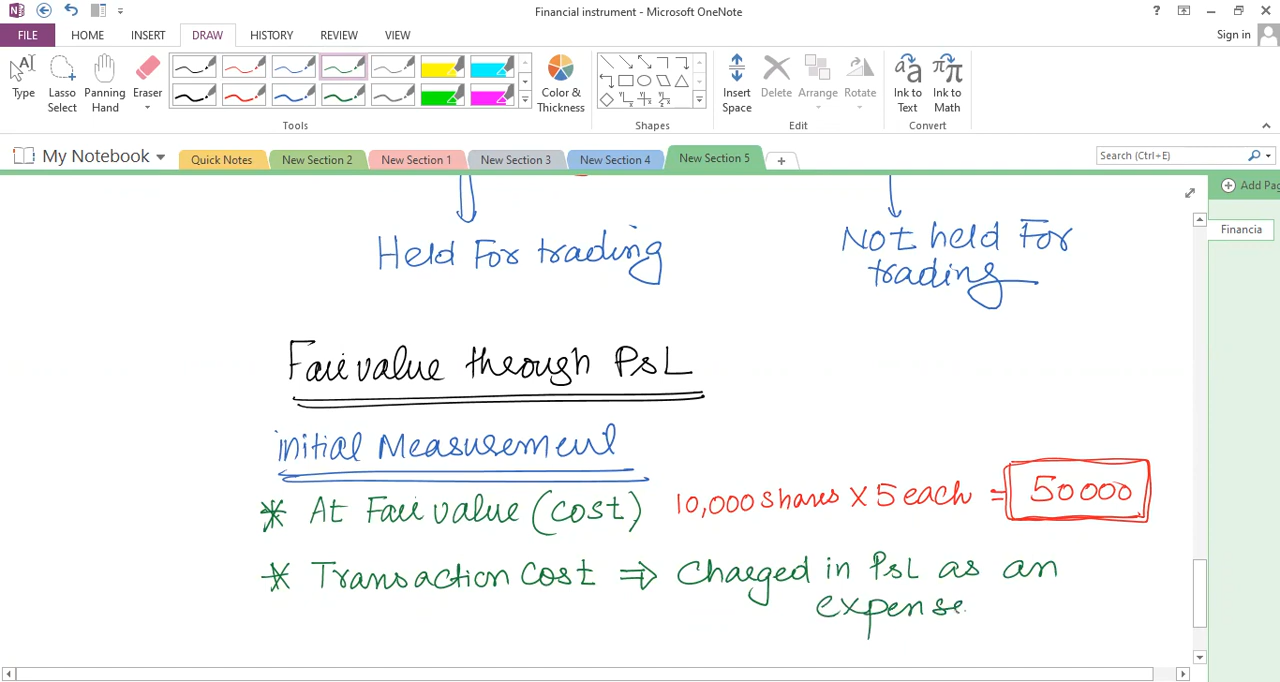 Financial instrument - Microsoft OneNote
Sign in
FILE HOME INSERT DRAW HISTORY REVIEW VIEW
Type Lasso Select Panning Hand Eraser Color & Thickness Insert Space Delete Arrange Rotate Ink to Text Ink to Math
Tools Shapes Edit Convert
My Notebook Quick Notes New Section 2 New Section 1 New Section 3 New Section 4 New Section 5 Search (Ctrl+E)
Add Pag
Financia
Held For trading
Not held For
trading
Fair value through P&L
initial Measurement
* At Fair value (cost) 10,000 shares X 5 each = 50000
* Transaction cost ⇒ Charged in P&L as an
expense